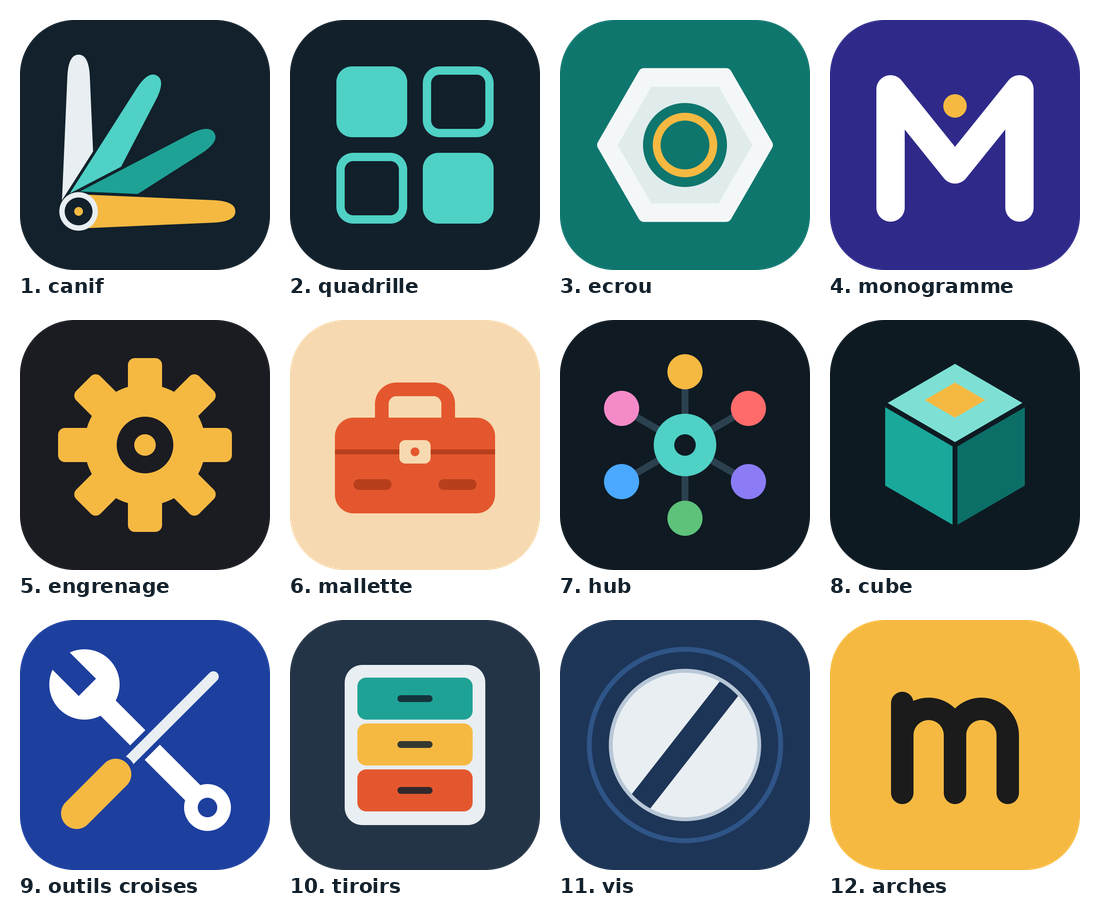 1. canif
2. quadrille
3. ecrou
4. monogramme
5. engrenage
6. mallette
7. hub
8. cube
9. outils croises
10. tiroirs
11. vis
m
12. arches